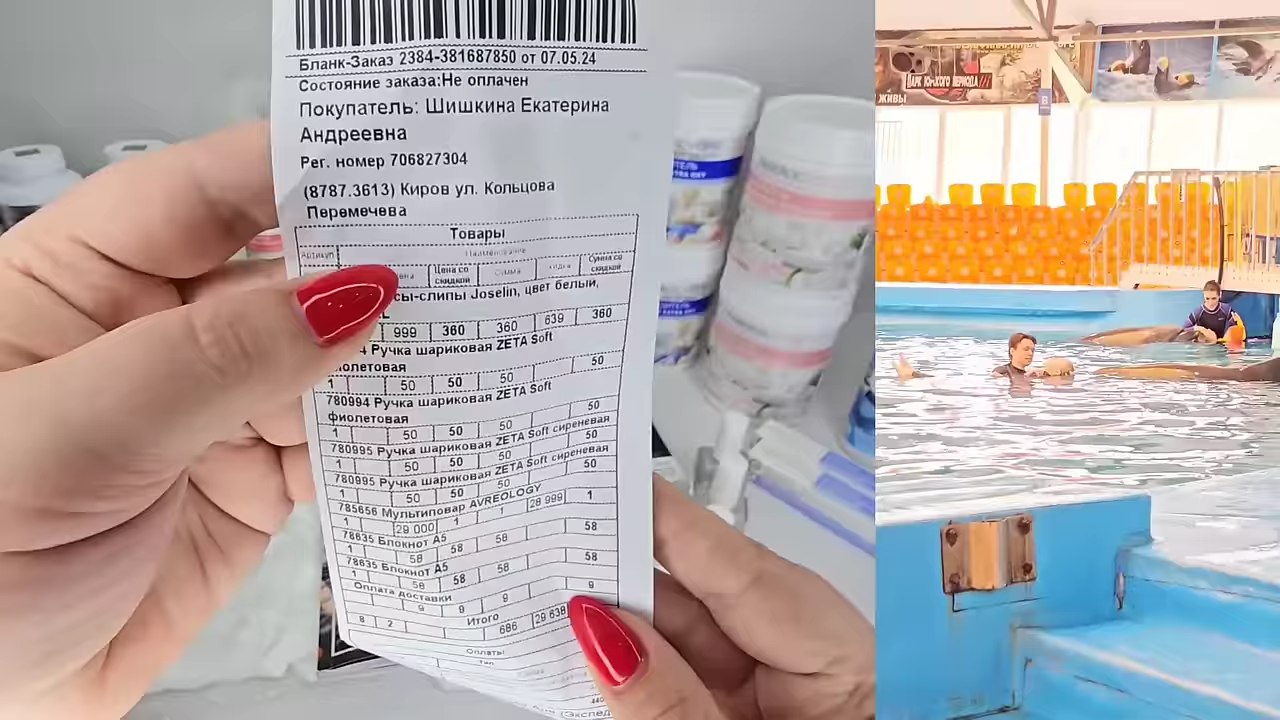 Бланк-Заказ 2384-381687850 от 07.05.24
Состояние заказа:Не оплачен
Покупатель: Шишкина Екатерина
Андреевна
Рег. номер 706827304
(8787.3613) Киров ул. Кольцова
Перемечева
Товары
Артикул Наименование
Цена со скидкой Сумма Сумма со скидкой
сы-слипы Joselin, цвет белый,
999 360 360 639 360
Ручка шариковая ZETA Soft
1 50 50 50 50
780994 Ручка шариковая ZETA Soft
фиолетовая
1 50 50 50 50
780995 Ручка шариковая ZETA Soft сиреневая
1 50 50 50 50
780995 Ручка шариковая ZETA Soft сиреневая
1 50 50 50 50
785656 Мультиповар AVREOLOGY
1 29 000 1 1 28 999 1
78635 Блокнот А5
1 58 58 58 58
78635 Блокнот А5
1 58 58 58 58
Оплата доставки
9 9 9 9
8 2 Итого 686 29 638
Оплаты
Тип
ПАРК ЮРСКОГО ПЕРИОДА
ЖИВЫ
В